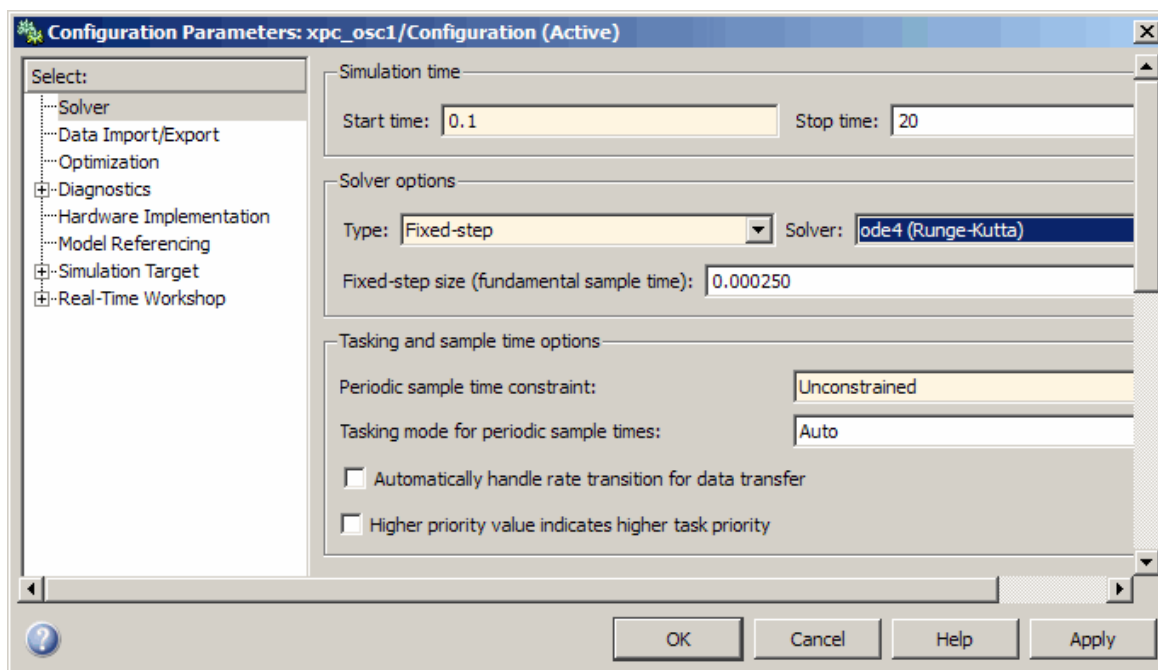 Configuration Parameters: xpc_osc1/Configuration (Active)
Select:
Solver
Data Import/Export
Optimization
Diagnostics
Hardware Implementation
Model Referencing
Simulation Target
Real-Time Workshop
Simulation time
Start time: 0.1 Stop time: 20
Solver options
Type: Fixed-step Solver: ode4 (Runge-Kutta)
Fixed-step size (fundamental sample time): 0.000250
Tasking and sample time options
Periodic sample time constraint: Unconstrained
Tasking mode for periodic sample times: Auto
Automatically handle rate transition for data transfer
Higher priority value indicates higher task priority
OK Cancel Help Apply